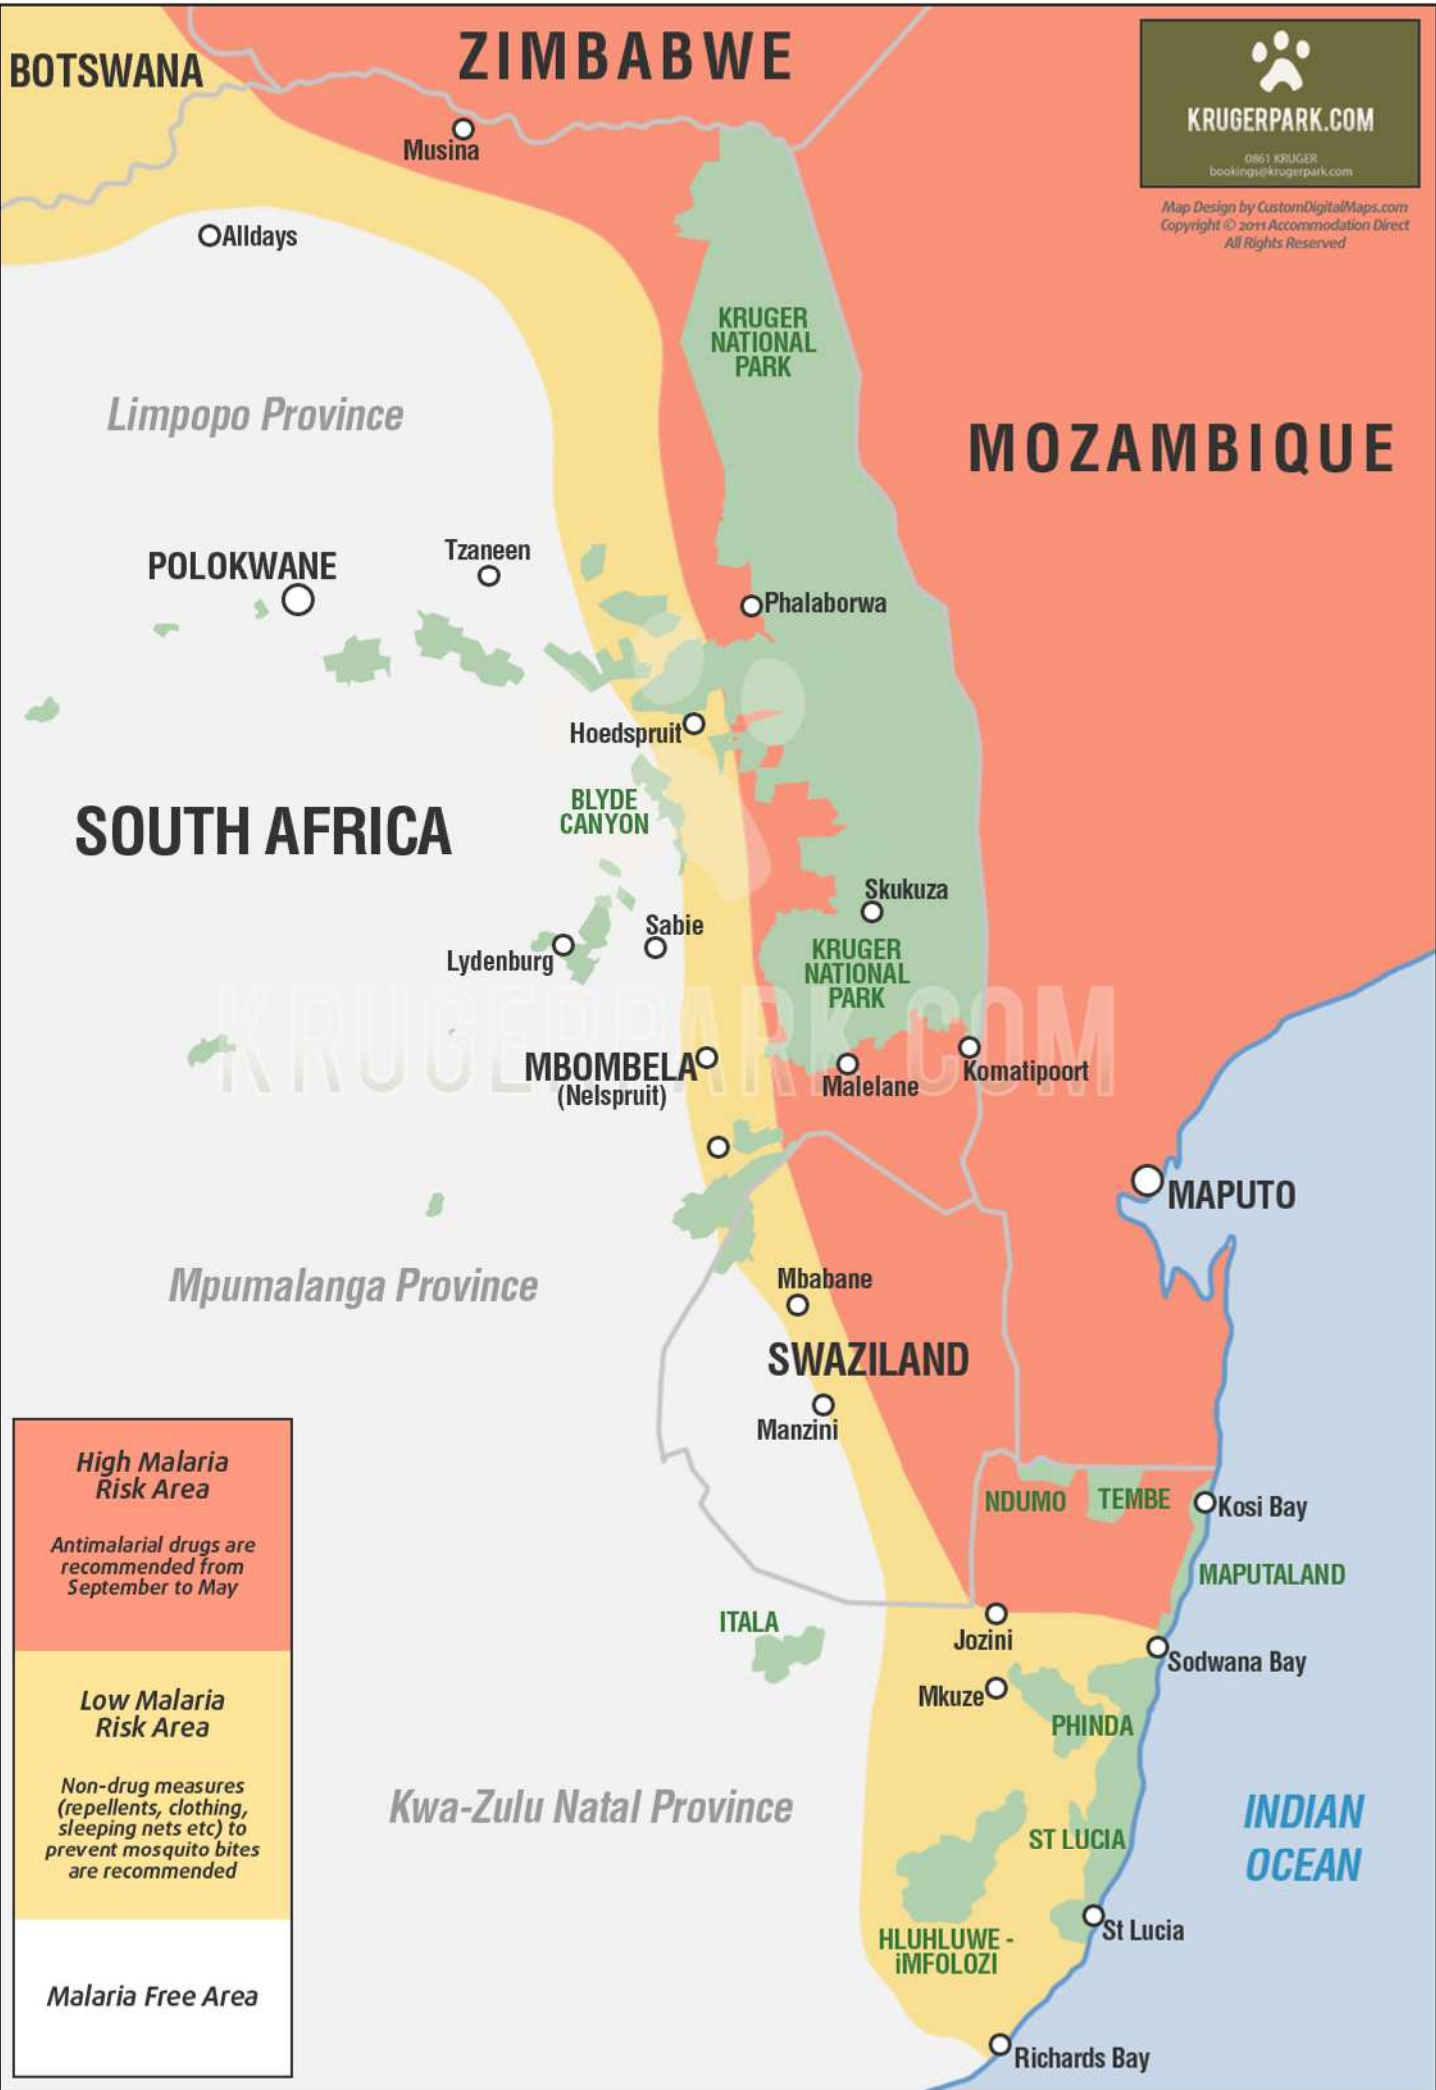 BOTSWANA
ZIMBABWE
KRUGERPARK.COM
0861 KRUGER
bookings@krugerpark.com
Map Design by CustomDigitalMaps.com
Copyright © 2011 Accommodation Direct
All Rights Reserved
Musina
Alldays
KRUGER
NATIONAL
PARK
Limpopo Province
MOZAMBIQUE
POLOKWANE
Tzaneen
Phalaborwa
Hoedspruit
BLYDE
CANYON
SOUTH AFRICA
Skukuza
Sabie
Lydenburg
KRUGER
NATIONAL
PARK
KRUGERPARK.COM
MBOMBELA
(Nelspruit)
Malelane
Komatipoort
MAPUTO
Mpumalanga Province
Mbabane
SWAZILAND
Manzini
High Malaria
Risk Area
Antimalarial drugs are
recommended from
September to May
NDUMO
TEMBE
Kosi Bay
MAPUTALAND
ITALA
Jozini
Sodwana Bay
Mkuze
PHINDA
Low Malaria
Risk Area
Non-drug measures
(repellents, clothing,
sleeping nets etc) to
prevent mosquito bites
are recommended
Kwa-Zulu Natal Province
ST LUCIA
INDIAN
OCEAN
St Lucia
HLUHLUWE -
iMFOLOZI
Malaria Free Area
Richards Bay